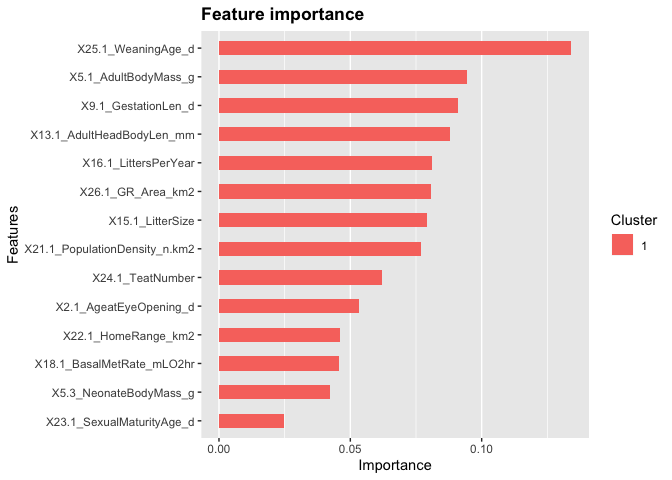 Feature importance
Features
X25.1_WeaningAge_d
X5.1_AdultBodyMass_g
X9.1_GestationLen_d
X13.1_AdultHeadBodyLen_mm
X16.1_LittersPerYear
X26.1_GR_Area_km2
X15.1_LitterSize
X21.1_PopulationDensity_n.km2
X24.1_TeatNumber
X2.1_AgeatEyeOpening_d
X22.1_HomeRange_km2
X18.1_BasalMetRate_mLO2hr
X5.3_NeonateBodyMass_g
X23.1_SexualMaturityAge_d
0.00 0.05 0.10
Importance
Cluster
1